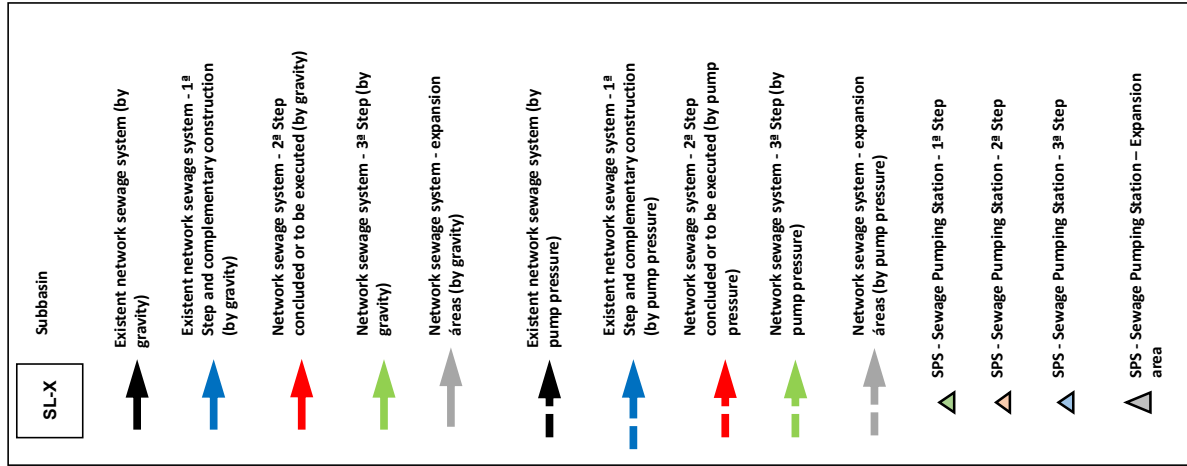 SL-X
Subbasin
Existent network sewage system (by
gravity)
Existent network sewage system - 1ª
Step and complementary construction
(by gravity)
Network sewage system - 2ª Step
concluded or to be executed (by gravity)
Network sewage system - 3ª Step (by
gravity)
Network sewage system - expansion
áreas (by gravity)
Existent network sewage system (by
pump pressure)
Existent network sewage system - 1ª
Step and complementary construction
(by pump pressure)
Network sewage system - 2ª Step
concluded or to be executed (by pump
pressure)
Network sewage system - 3ª Step (by
pump pressure)
Network sewage system - expansion
áreas (by pump pressure)
SPS - Sewage Pumping Station - 1ª Step
SPS - Sewage Pumping Station - 2ª Step
SPS - Sewage Pumping Station - 3ª Step
SPS - Sewage Pumping Station – Expansion
area